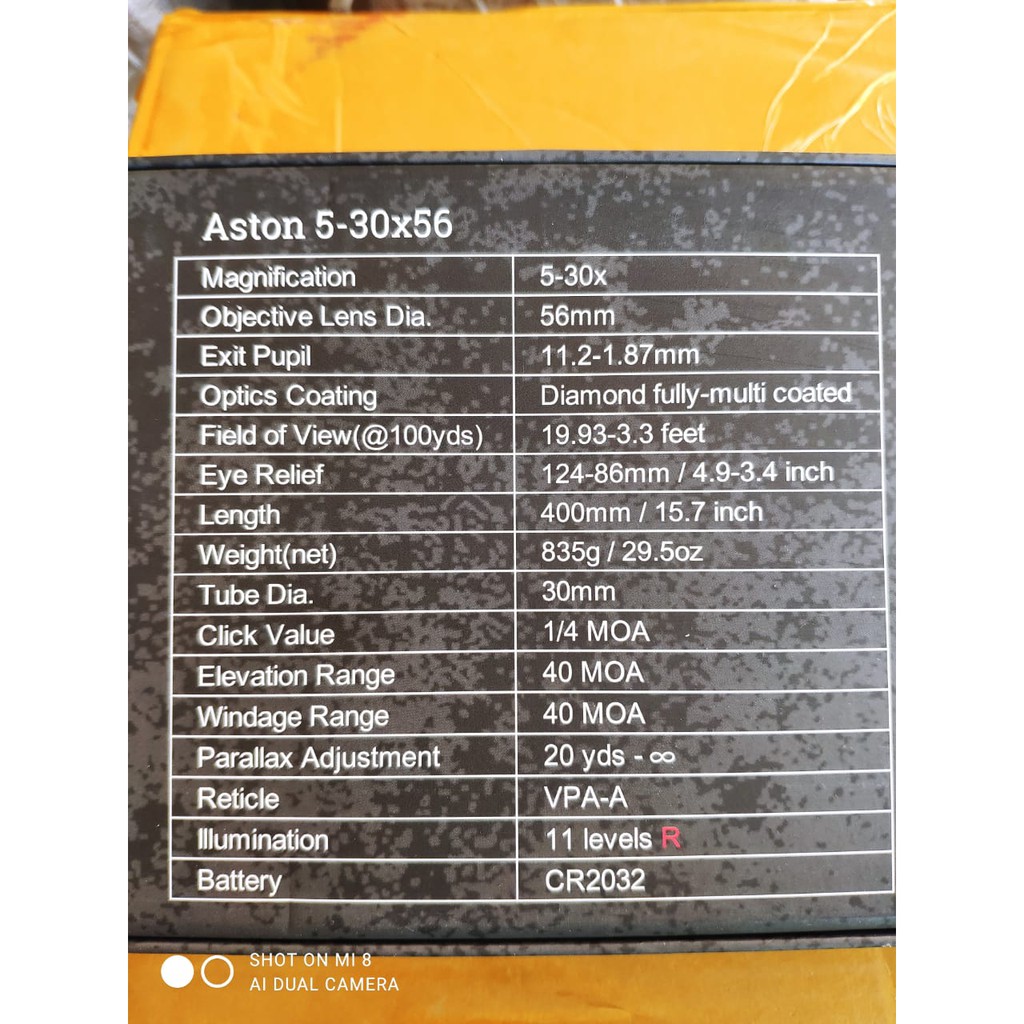 Aston 5-30x56
Magnification 5-30x
Objective Lens Dia. 56mm
Exit Pupil 11.2-1.87mm
Optics Coating Diamond fully-multi coated
Field of View(@100yds) 19.93-3.3 feet
Eye Relief 124-86mm / 4.9-3.4 inch
Length 400mm / 15.7 inch
Weight(net) 835g / 29.5oz
Tube Dia. 30mm
Click Value 1/4 MOA
Elevation Range 40 MOA
Windage Range 40 MOA
Parallax Adjustment 20 yds - ∞
Reticle VPA-A
Illumination 11 levels R
Battery CR2032
SHOT ON MI 8
AI DUAL CAMERA